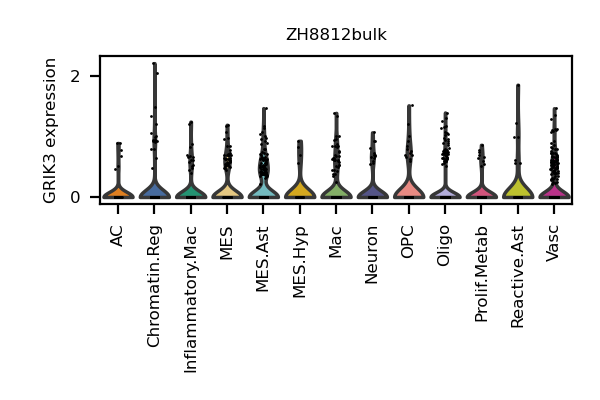 ZH8812bulk
GRIK3 expression
2
0
AC
Chromatin.Reg
Inflammatory.Mac
MES
MES.Ast
MES.Hyp
Mac
Neuron
OPC
Oligo
Prolif.Metab
Reactive.Ast
Vasc